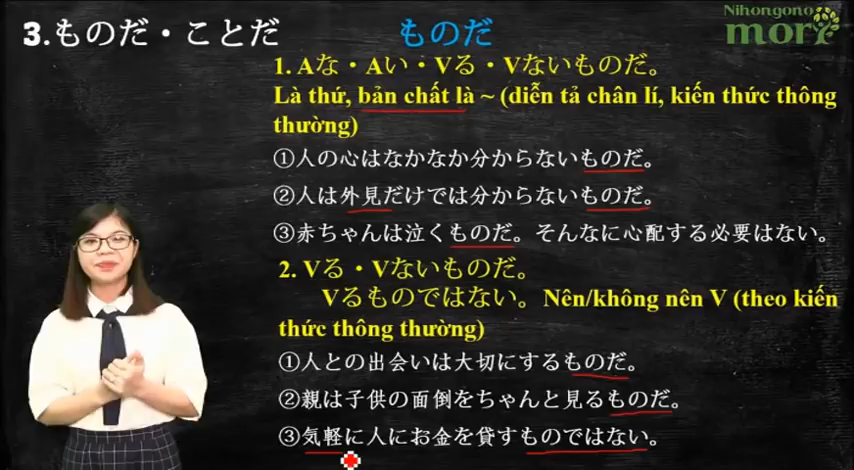 3.ものだ・ことだ
ものだ
Nihongono
mori
1. Aな・Aい・Vる・Vないものだ。
Là thứ, bản chất là ~ (diễn tả chân lí, kiến thức thông
thường)
①人の心はなかなか分からないものだ。
②人は外見だけでは分からないものだ。
③赤ちゃんは泣くものだ。そんなに心配する必要はない。
2. Vる・Vないものだ。
Vるものではない。Nên/không nên V (theo kiến
thức thông thường)
①人との出会いは大切にするものだ。
②親は子供の面倒をちゃんと見るものだ。
③気軽に人にお金を貸すものではない。